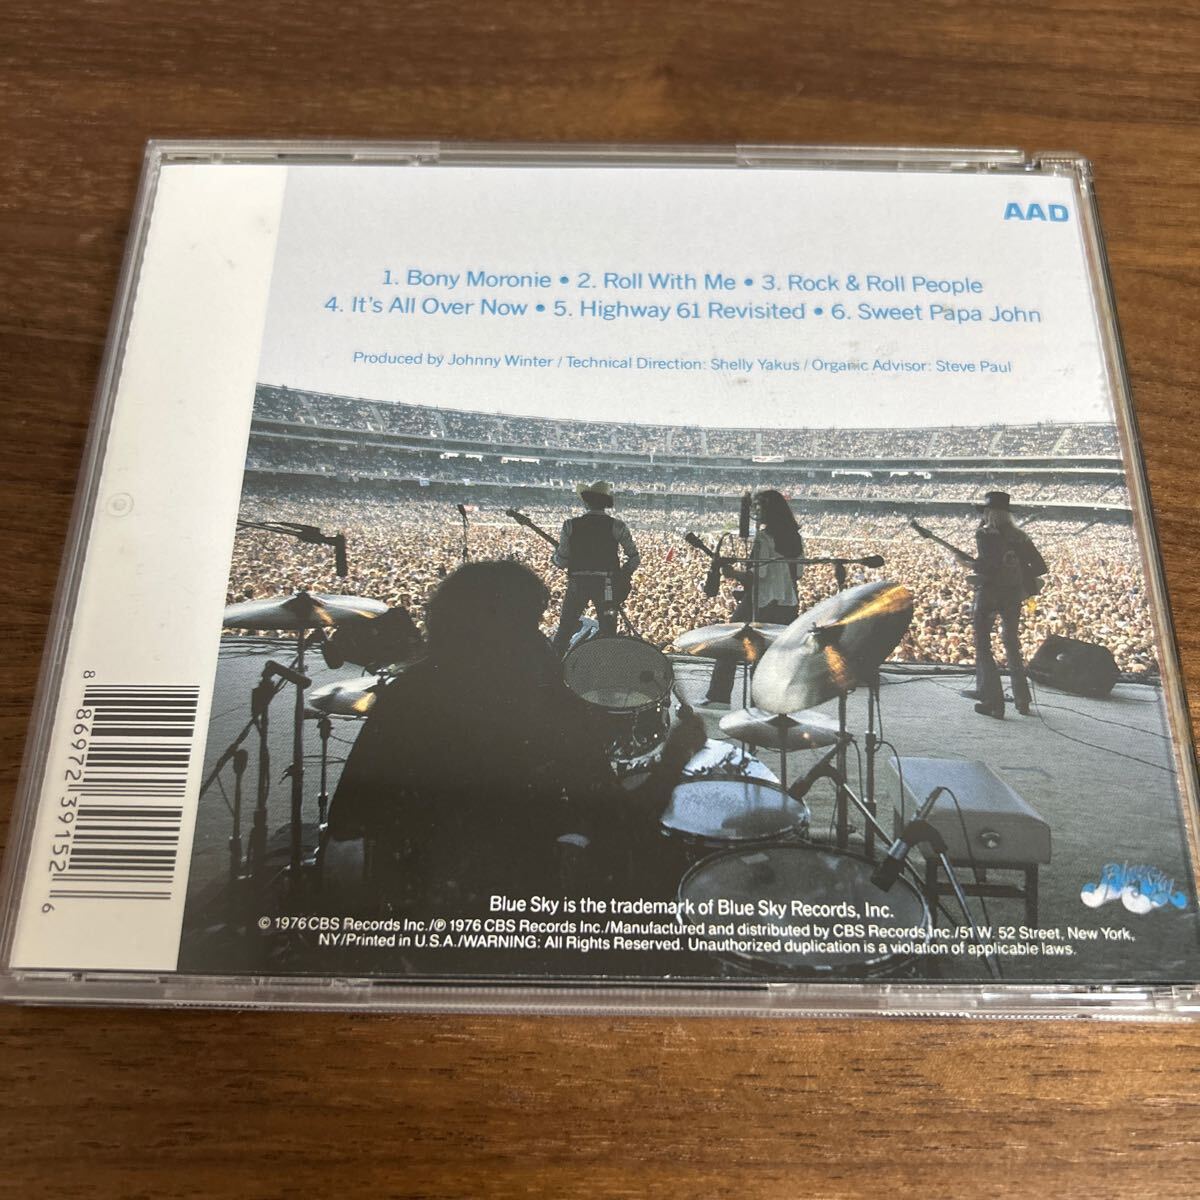 AAD
1. Bony Moronie • 2. Roll With Me • 3. Rock & Roll People
4. It's All Over Now • 5. Highway 61 Revisited • 6. Sweet Papa John
Produced by Johnny Winter / Technical Direction: Shelly Yakus / Organic Advisor: Steve Paul
8 86972 39152 6
Blue Sky
Blue Sky is the trademark of Blue Sky Records, Inc.
© 1976 CBS Records Inc./℗ 1976 CBS Records Inc./Manufactured and distributed by CBS Records,Inc./51 W. 52 Street, New York,
NY/Printed in U.S.A./WARNING: All Rights Reserved. Unauthorized duplication is a violation of applicable laws.